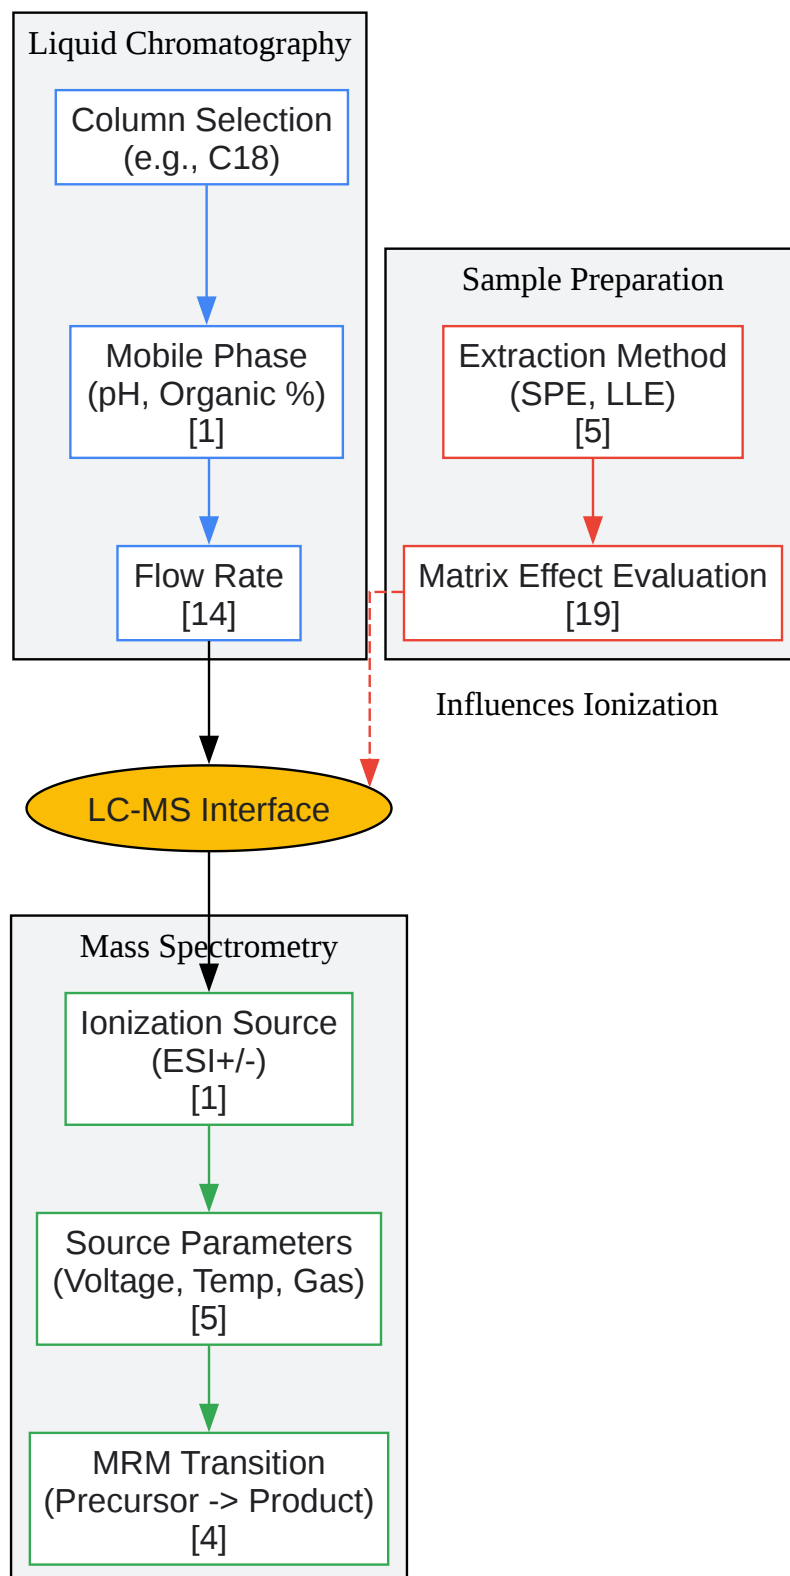 Liquid Chromatography
Column Selection
(e.g., C18)
Mobile Phase
(pH, Organic %)
[1]
Flow Rate
[14]
Sample Preparation
Extraction Method
(SPE, LLE)
[5]
Matrix Effect Evaluation
[19]
Influences Ionization
LC-MS Interface
Mass Spectrometry
Ionization Source
(ESI+/-)
[1]
Source Parameters
(Voltage, Temp, Gas)
[5]
MRM Transition
(Precursor -> Product)
[4]